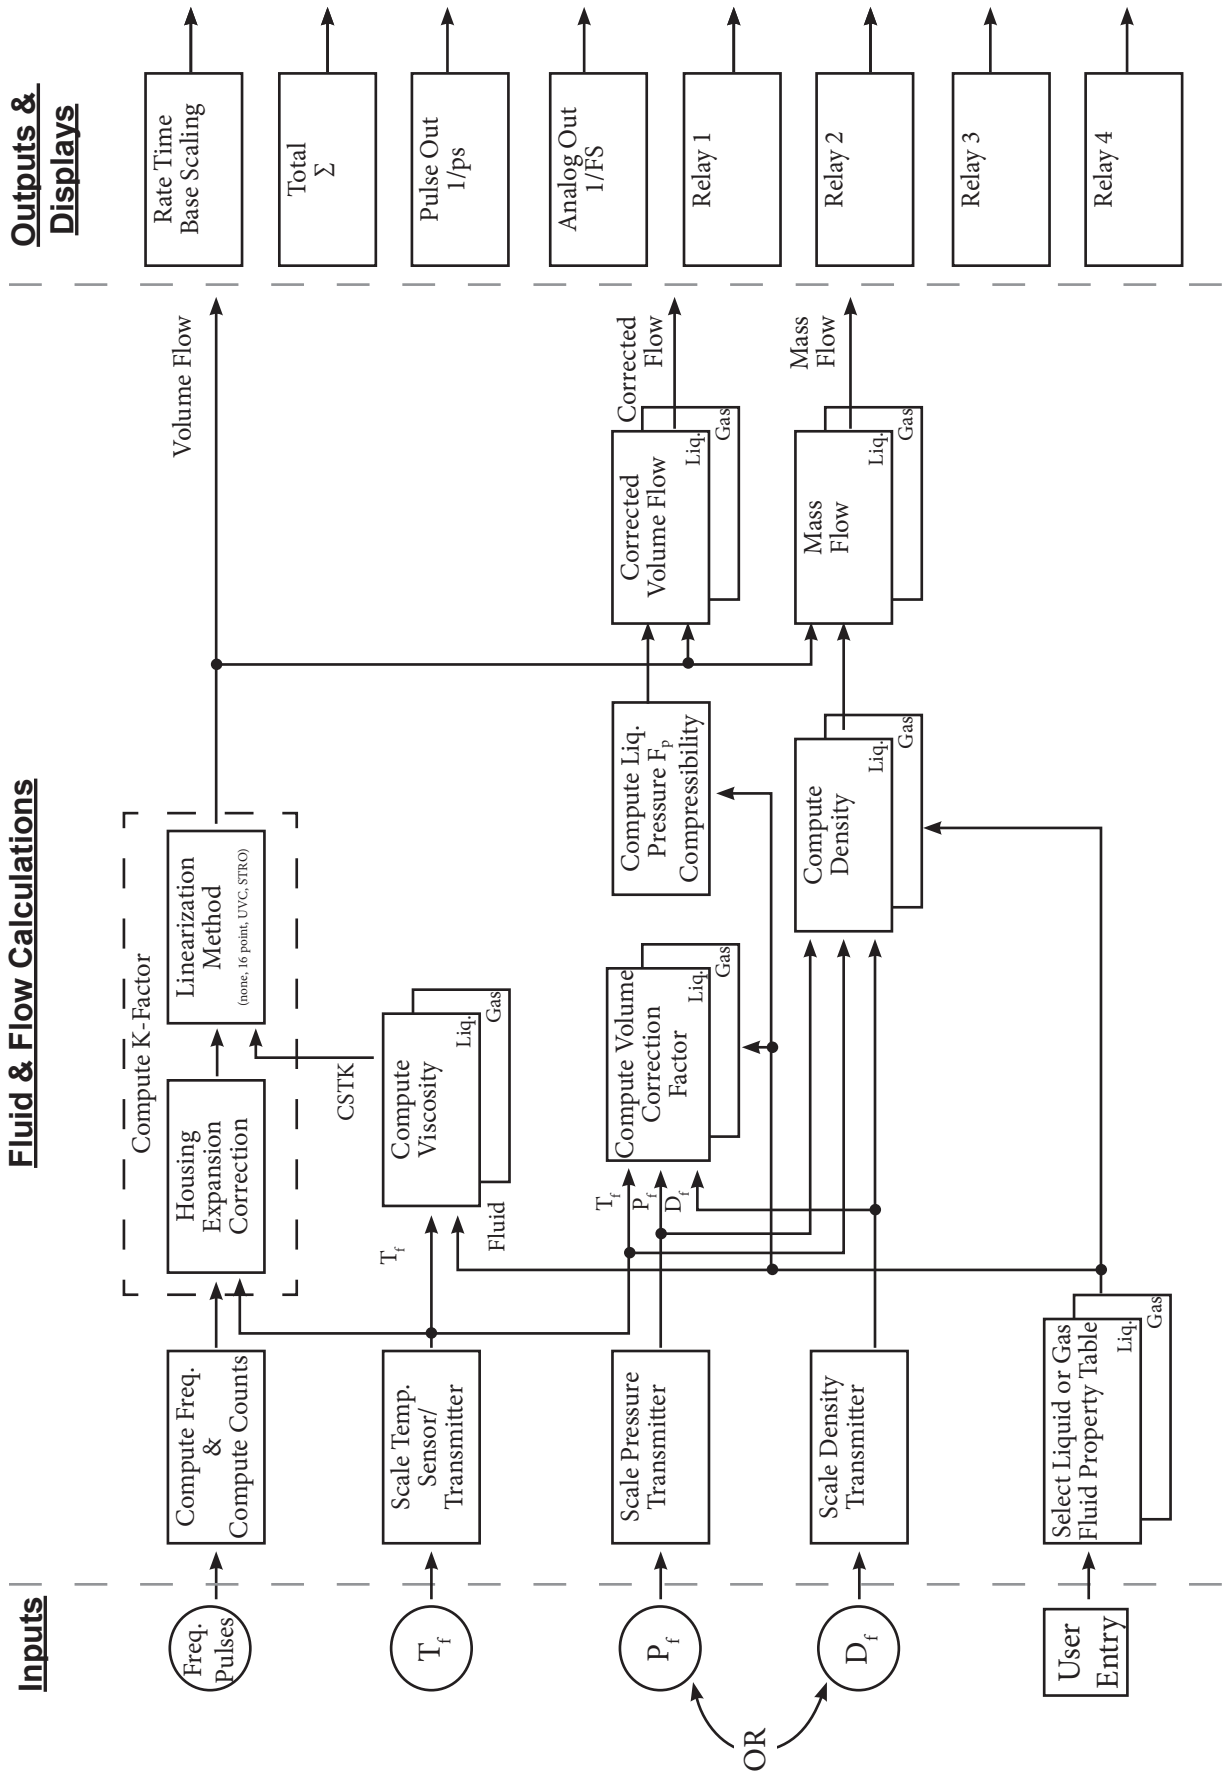 Inputs
Fluid & Flow Calculations
Outputs &
Displays
Freq.
Pulses
Compute Freq.
&
Compute Counts
Compute K-Factor
Housing
Expansion
Correction
Linearization
Method
(none, 16 point, UVC, STRO)
Volume Flow
Rate Time
Base Scaling
Total
Σ
Pulse Out
1/ps
Analog Out
1/FS
Relay 1
Relay 2
Relay 3
Relay 4
T f
Scale Temp.
Sensor/
Transmitter
T f
Fluid
Compute
Viscosity
Liq.
Gas
CSTK
P f
OR
D f
Scale Pressure
Transmitter
T f
P f
D f
Compute Volume
Correction
Factor
Liq.
Gas
Compute Liq.
Pressure F p
Compressibility
Corrected
Volume Flow
Liq.
Gas
Corrected
Flow
Scale Density
Transmitter
Compute
Density
Liq.
Gas
Mass
Flow
Liq.
Gas
Mass
Flow
User
Entry
Select Liquid or Gas
Fluid Property Table
Liq.
Gas